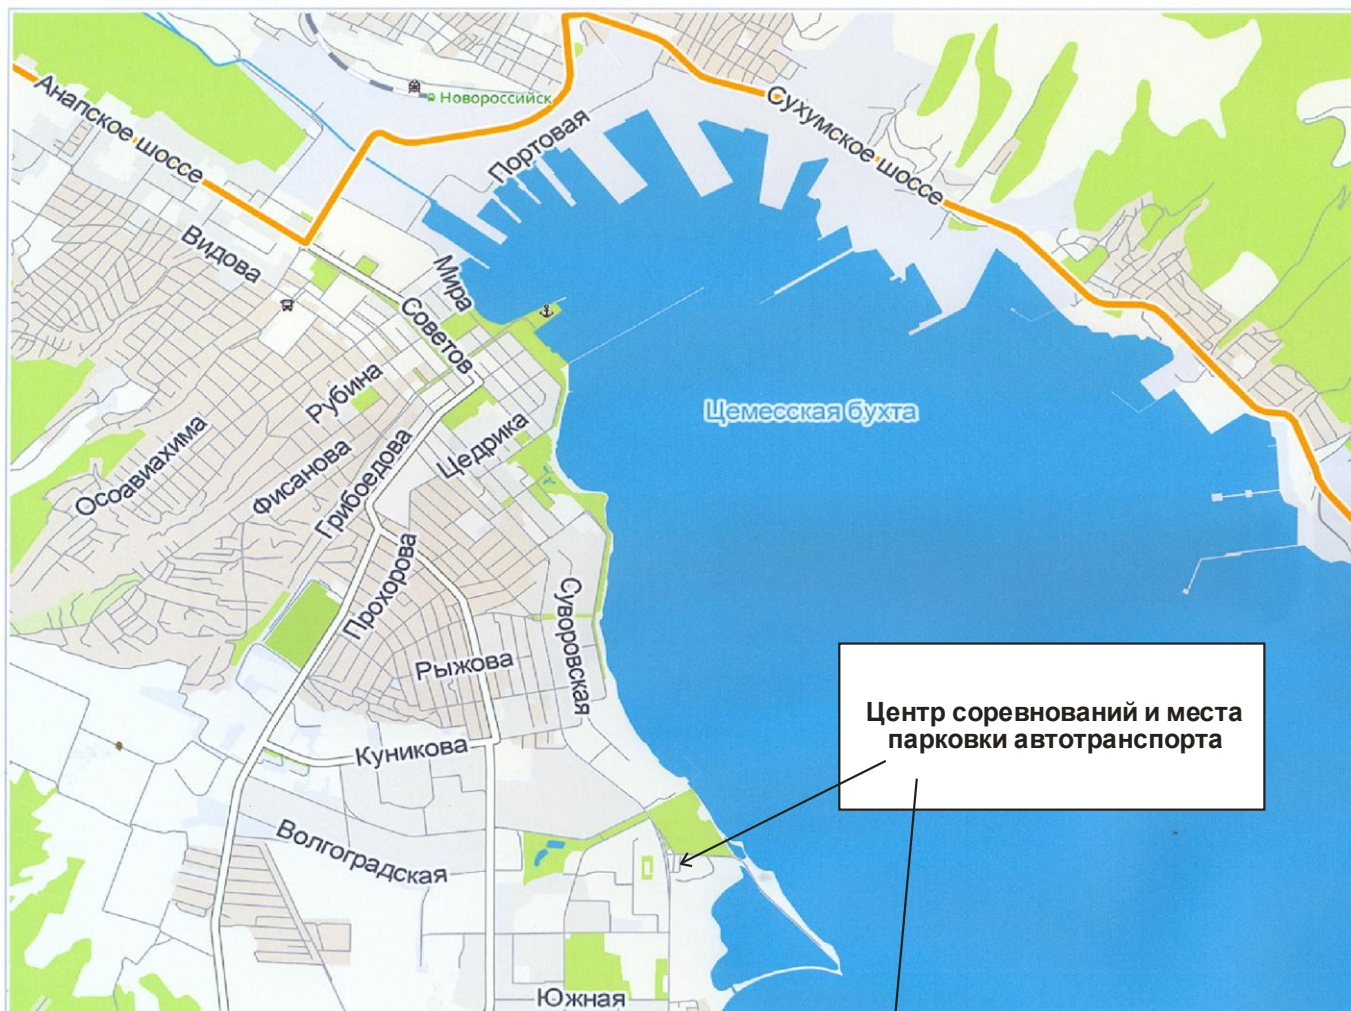 Новороссийск
Анапское шоссе
Портовая
Сухумское шоссе
Видова
Мира
Советов
Рубина
Цемесская бухта
Цедрика
Осоавиахима
Фисанова
Грибоедова
Прохорова
Суворовская
Рыжова
Куникова
Центр соревнований и места
парковки автотранспорта
Волгоградская
Южная